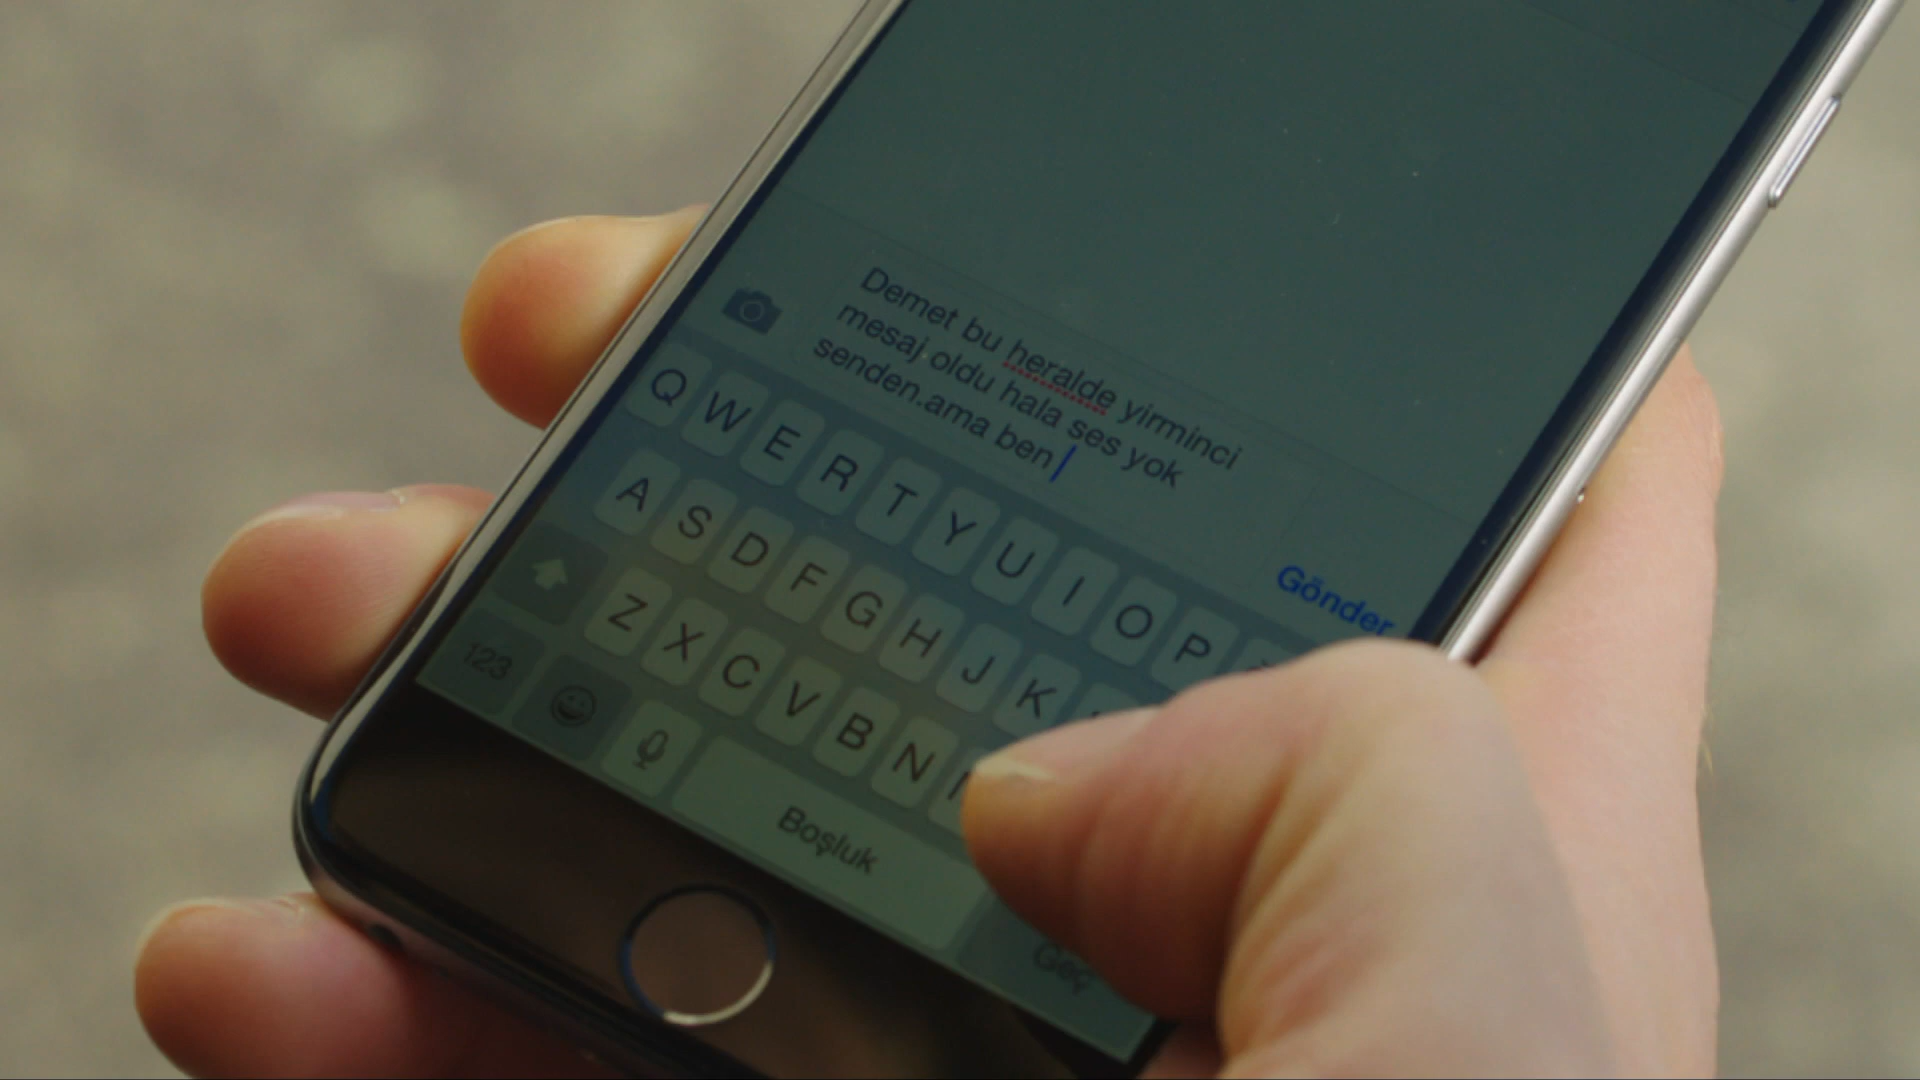 Demet bu heralde yirminci
mesaj.oldu hala ses yok
senden.ama ben
Gönder
Q W E R T Y U I O P
A S D F G H J K
Z X C V B N
123
Boşluk
Geç